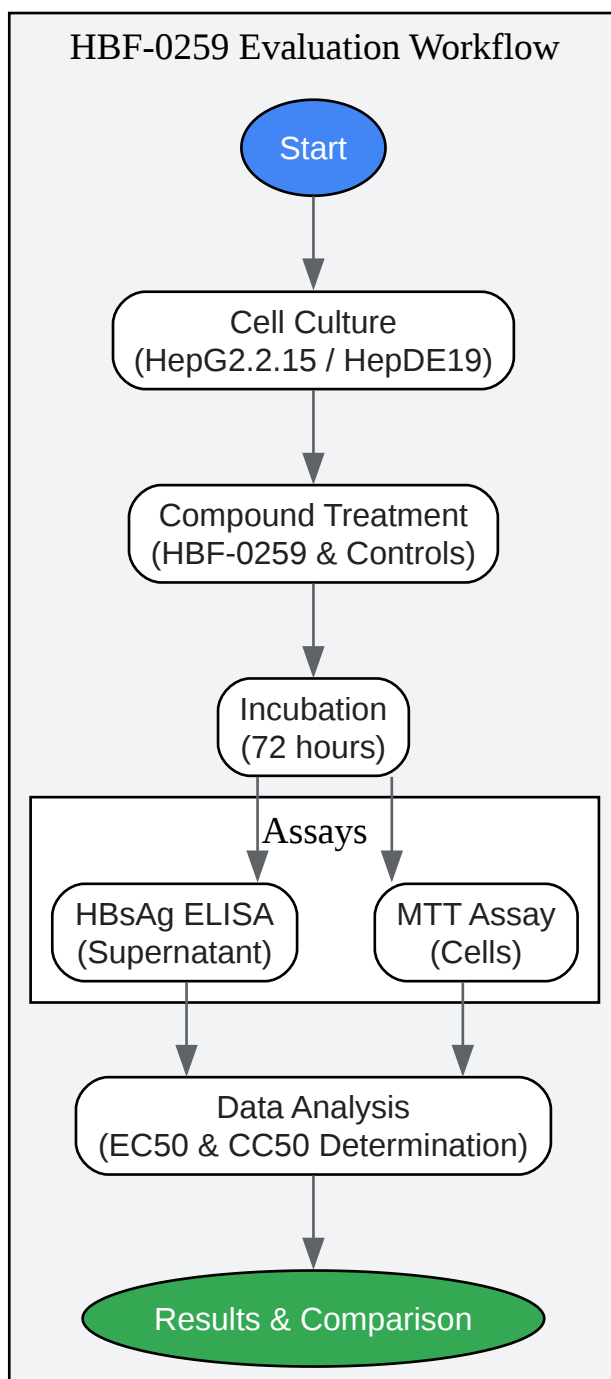 HBF-0259 Evaluation Workflow
Start
Cell Culture
(HepG2.2.15 / HepDE19)
Compound Treatment
(HBF-0259 & Controls)
Incubation
(72 hours)
Assays
HBsAg ELISA
(Supernatant)
MTT Assay
(Cells)
Data Analysis
(EC50 & CC50 Determination)
Results & Comparison